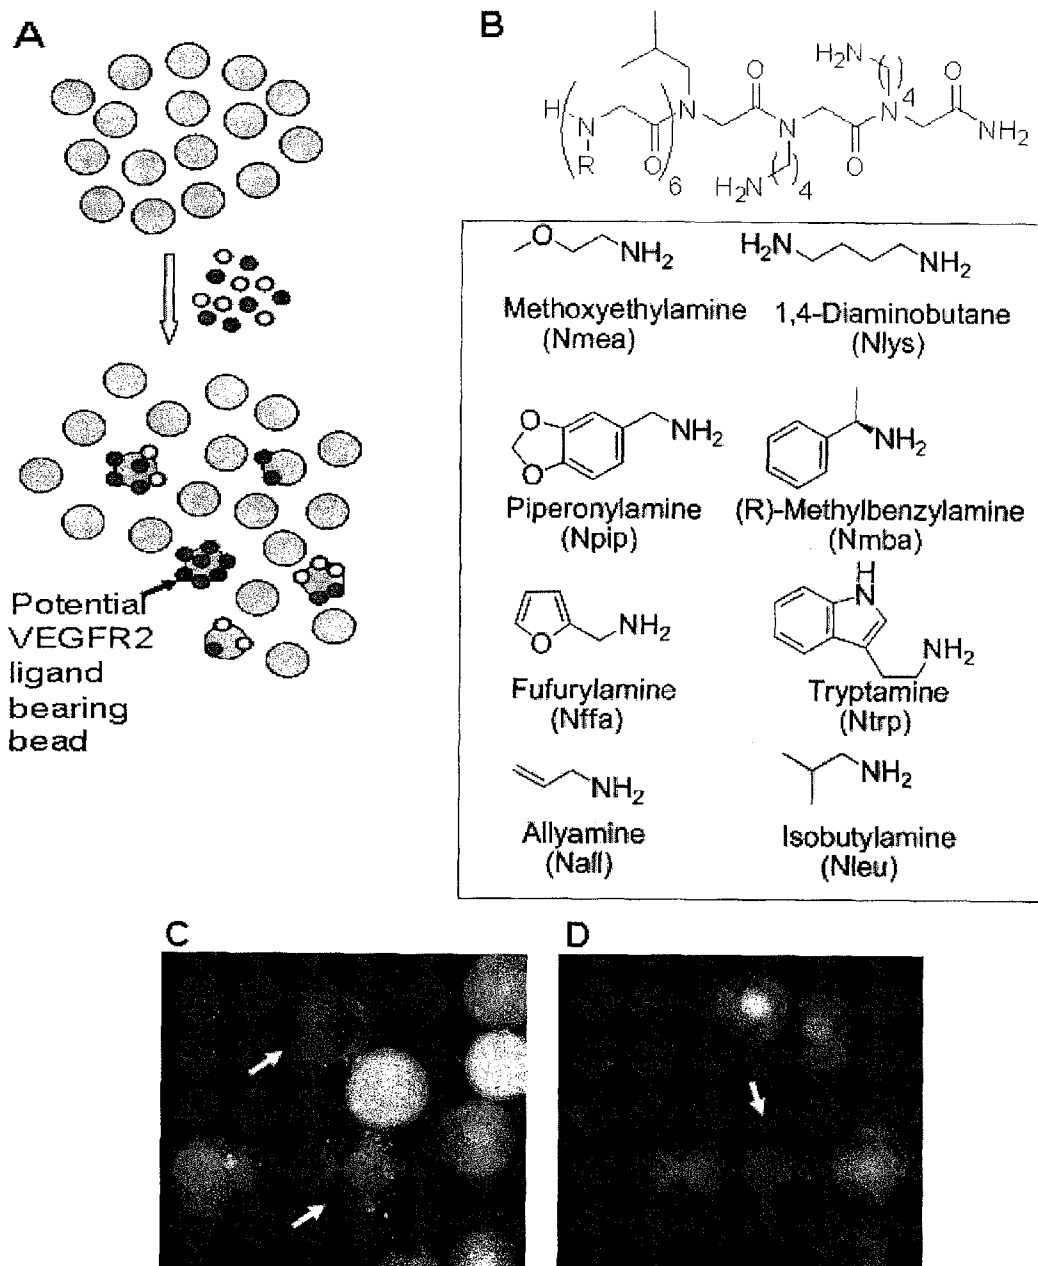 A
Potential
VEGFR2
ligand
bearing
bead
B
H
N
R
O
6
N
O
N
H2N
4
O
H2N
4
N
O
NH2
O
NH2
Methoxyethylamine
(Nmea)
H2N
NH2
1,4-Diaminobutane
(Nlys)
O
O
NH2
Piperonylamine
(Npip)
NH2
(R)-Methylbenzylamine
(Nmba)
O
NH2
Fufurylamine
(Nffa)
H
N
NH2
Tryptamine
(Ntrp)
NH2
Allyamine
(Nall)
NH2
Isobutylamine
(Nleu)
C
D